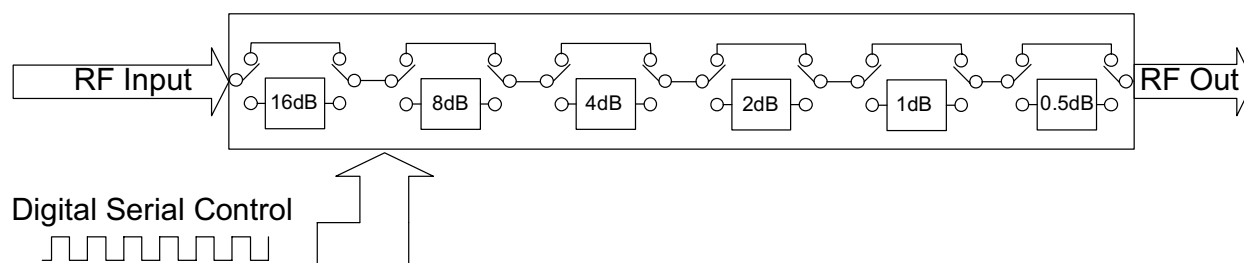 RF Input
16dB
8dB
4dB
2dB
1dB
0.5dB
RF Out
Digital Serial Control